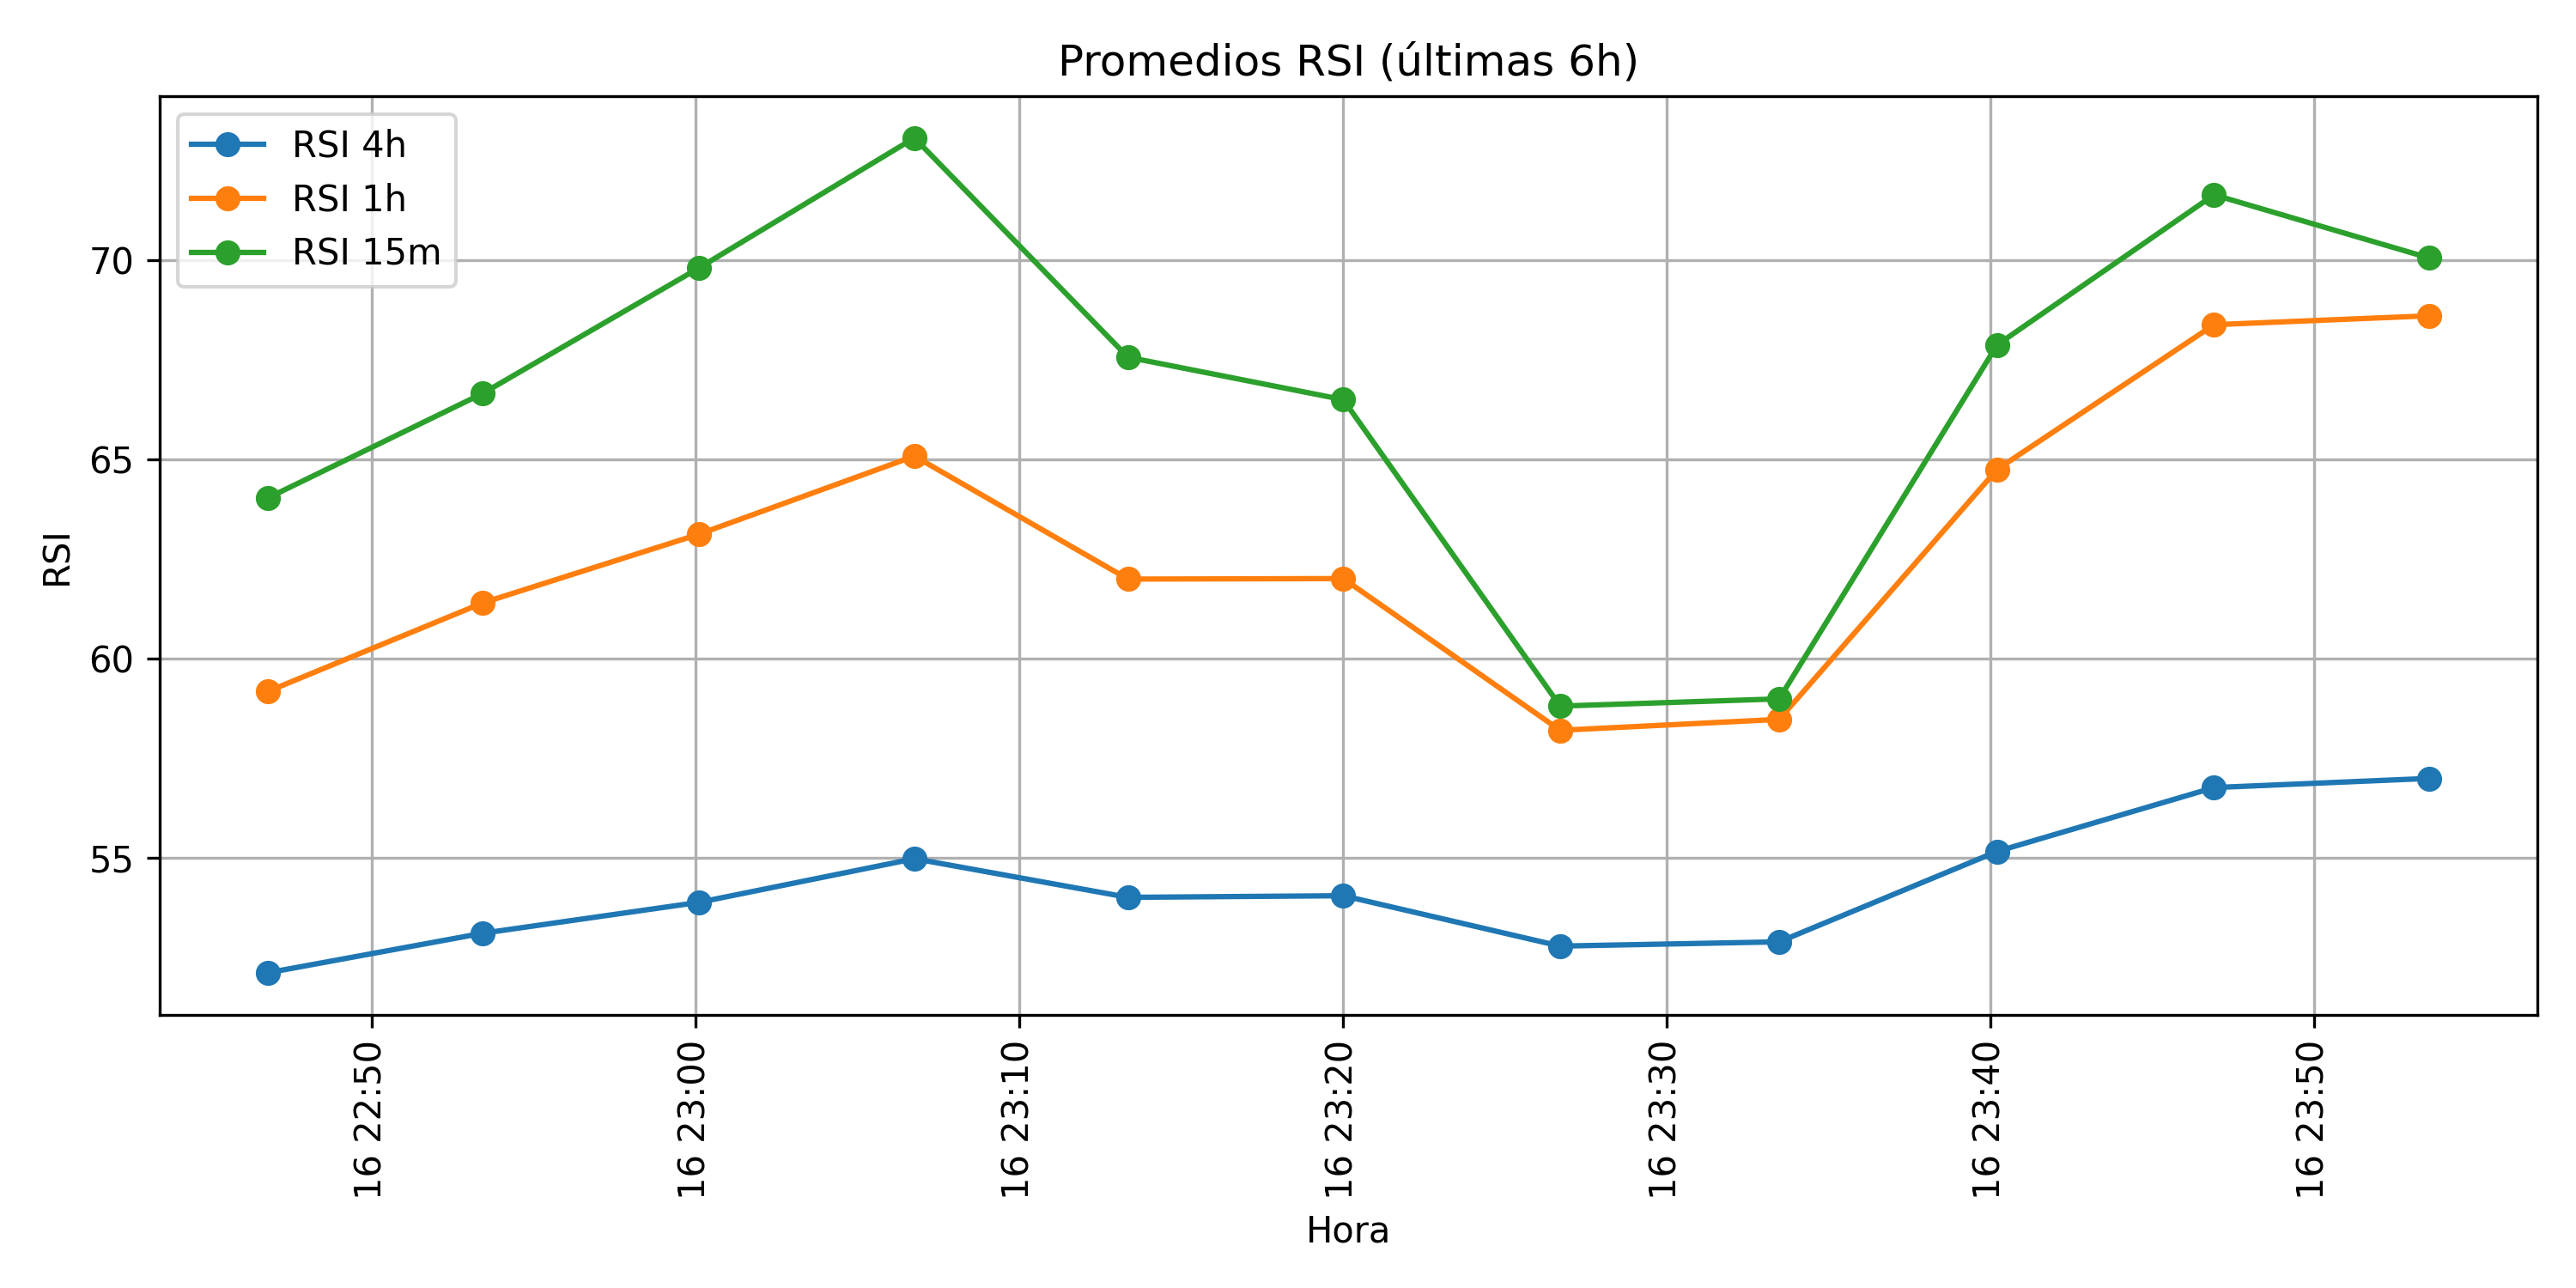 Promedios RSI (últimas 6h)
RSI 4h
RSI 1h
RSI 15m
RSI
70
65
60
55
16 22:50
16 23:00
16 23:10
16 23:20
16 23:30
16 23:40
16 23:50
Hora